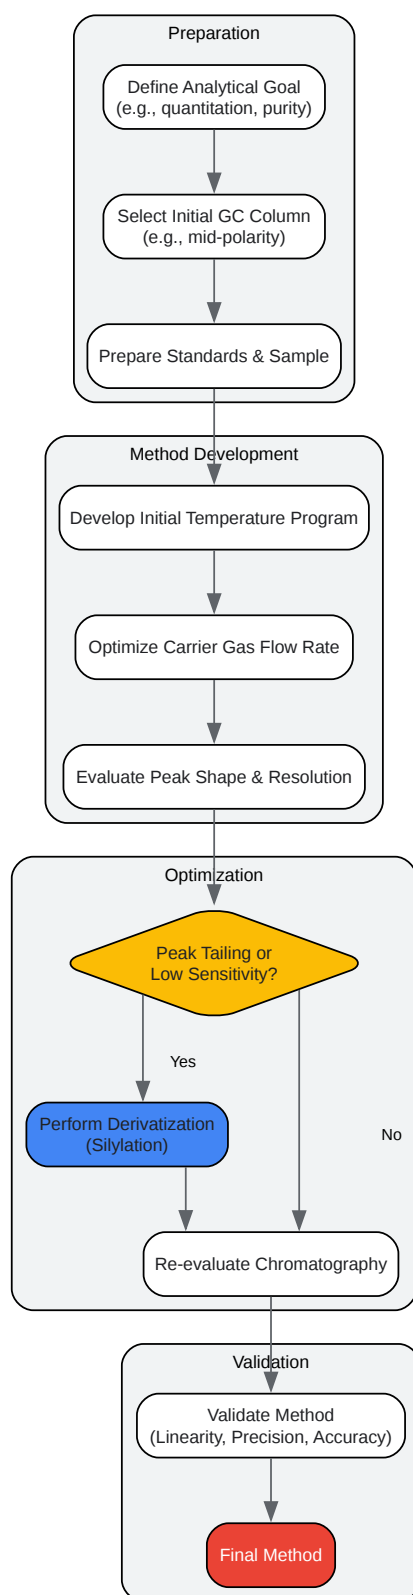 Preparation
Define Analytical Goal
(e.g., quantitation, purity)
Select Initial GC Column
(e.g., mid-polarity)
Prepare Standards & Sample
Method Development
Develop Initial Temperature Program
Optimize Carrier Gas Flow Rate
Evaluate Peak Shape & Resolution
Optimization
Peak Tailing or
Low Sensitivity?
Yes
Perform Derivatization
(Silylation)
No
Re-evaluate Chromatography
Validation
Validate Method
(Linearity, Precision, Accuracy)
Final Method